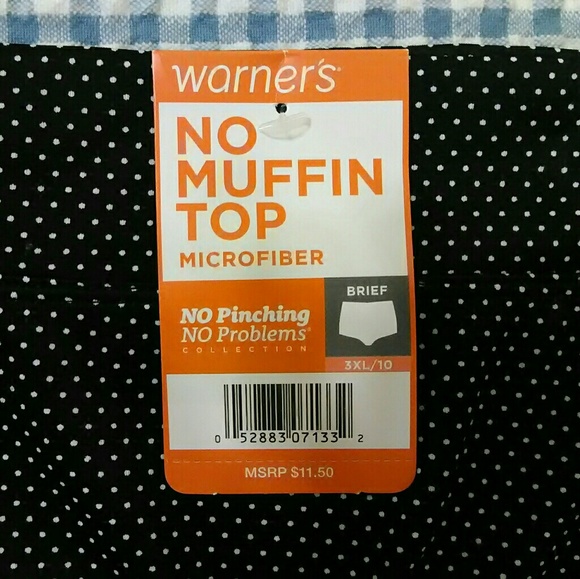 warner's®
NO
MUFFIN
TOP
MICROFIBER
BRIEF
NO Pinching
NO Problems®
COLLECTION
3XL/10
0 52883 07133 2
MSRP $11.50